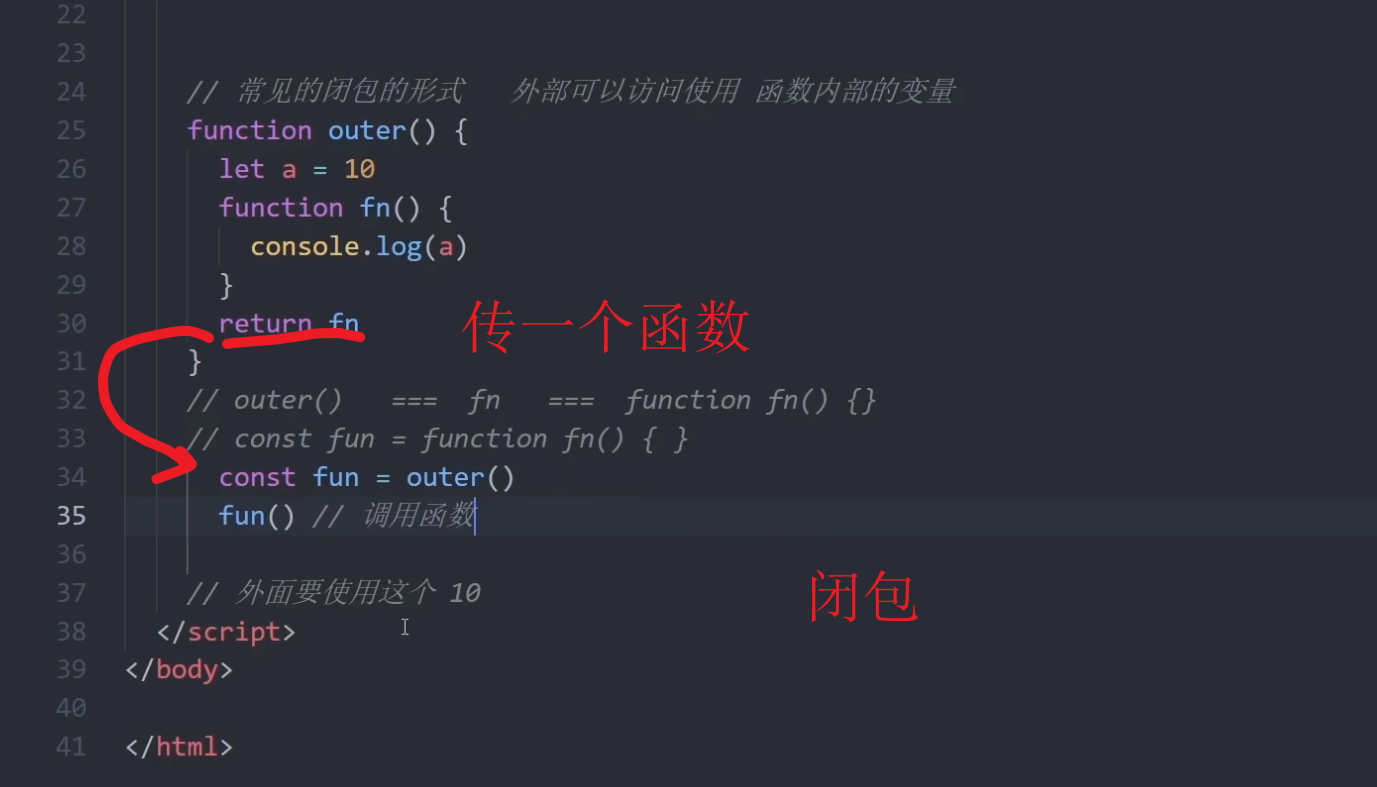 22
23
24 // 常见的闭包的形式 外部可以访问使用 函数内部的变量
25 function outer() {
26 let a = 10
27 function fn() {
28 console.log(a)
29 }
30 return fn 传一个函数
31 }
32 // outer() === fn === function fn() {}
33 // const fun = function fn() { }
34 const fun = outer()
35 fun() // 调用函数
36
37 // 外面要使用这个 10
闭包
38 </script>
39 </body>
40
41 </html>